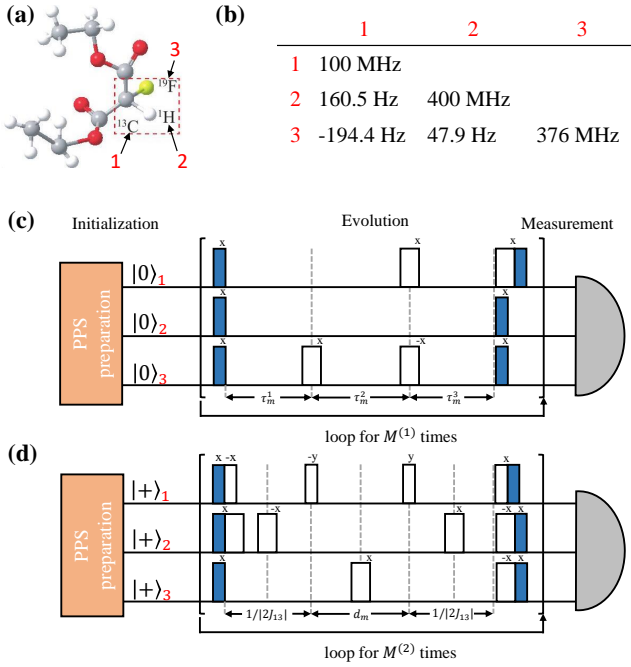 (a)
3
¹⁹F
¹H
¹³C
1
2
(b)
1 2 3
1 100 MHz
2 160.5 Hz 400 MHz
3 -194.4 Hz 47.9 Hz 376 MHz
(c)
Initialization Evolution Measurement
PPS preparation
x x x
|0⟩₁
x x
|0⟩₂
x x -x x
|0⟩₃
τₘ¹ τₘ² τₘ³
loop for M⁽¹⁾ times
(d)
PPS preparation
x -x -y y x
|+⟩₁
x -x x -x x
|+⟩₂
x x -x x
|+⟩₃
1/|2J₁₃| dₘ 1/|2J₁₃|
loop for M⁽²⁾ times